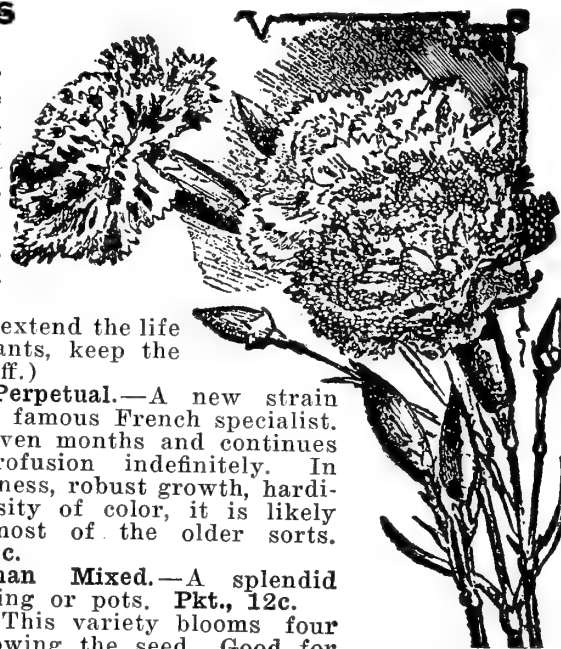 s
extend the life
ants, keep the
ff.)
Perpetual.—A new strain
famous French specialist.
ven months and continues
rofusion indefinitely. In
ness, robust growth, hardi-
sity of color, it is likely
most of the older sorts.
c.
nan Mixed.—A splendid
ing or pots. Pkt., 12c.
This variety blooms four
owing the seed. Good for